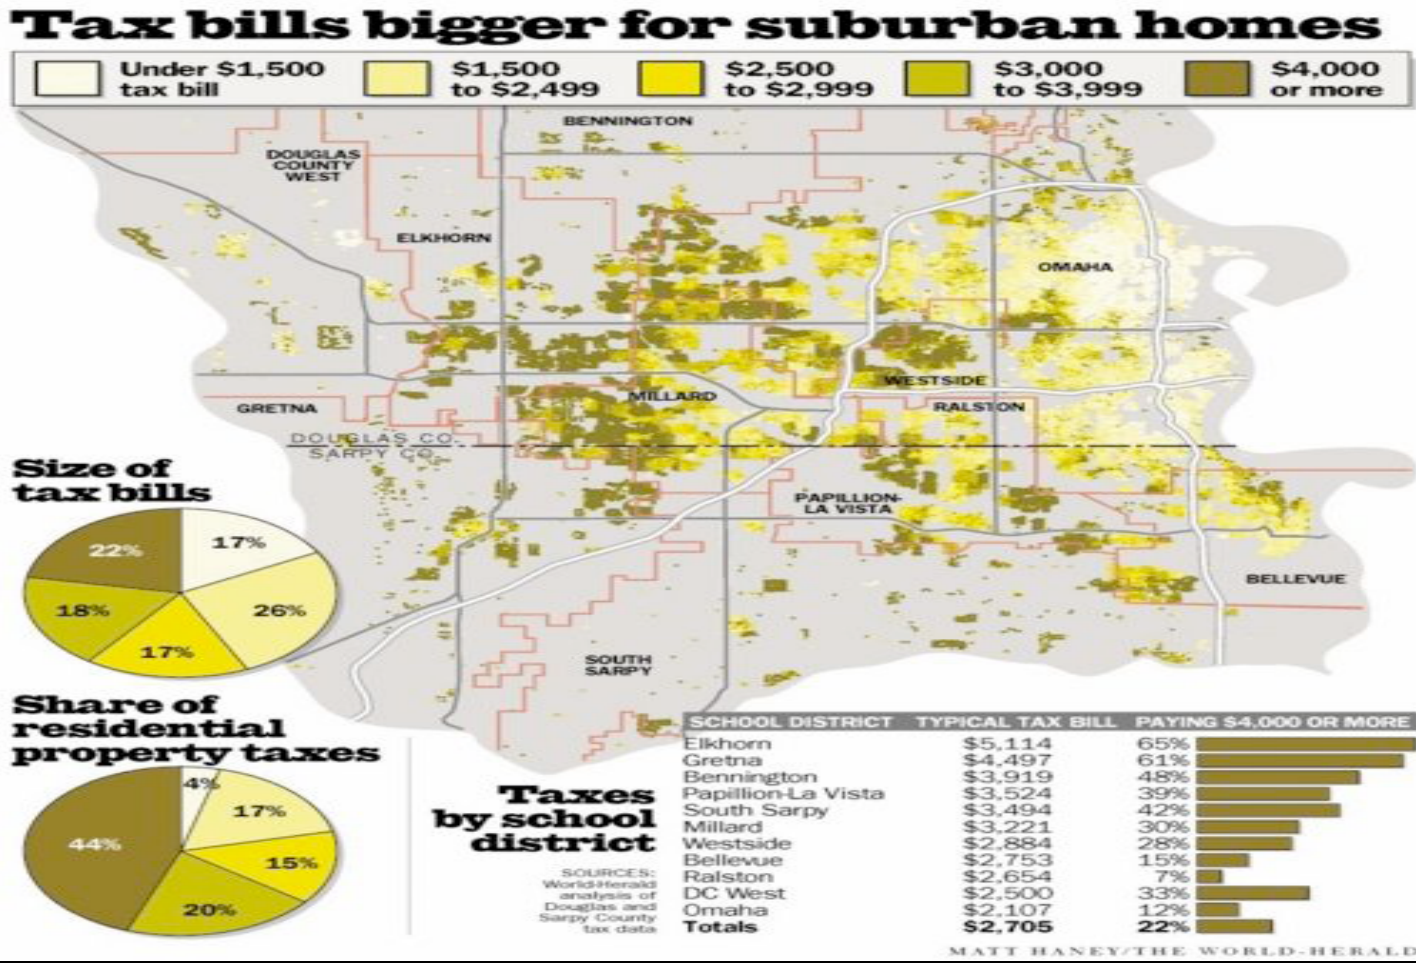 Tax bills bigger for suburban homes
Under $1,500
tax bill
$1,500
to $2,499
$2,500
to $2,999
$3,000
to $3,999
$4,000
or more
BENNINGTON
DOUGLAS
COUNTY
WEST
ELKHORN
OMAHA
WESTSIDE
MILLARD
RALSTON
GRETNA
DOUGLAS CO.
SARPY CO.
PAPILLION-
LA VISTA
BELLEVUE
SOUTH
SARPY
Size of
tax bills
22%
17%
18%
26%
17%
Share of
residential
property taxes
4%
17%
44%
15%
20%
Taxes
by school
district
SOURCES:
World-Herald
analysis of
Douglas and
Sarpy County
tax data
SCHOOL DISTRICT TYPICAL TAX BILL PAYING $4,000 OR MORE
Elkhorn $5,114 65%
Gretna $4,497 61%
Bennington $3,919 48%
Papillion-La Vista $3,524 39%
South Sarpy $3,494 42%
Millard $3,221 30%
Westside $2,884 28%
Bellevue $2,753 15%
Ralston $2,654 7%
DC West $2,500 33%
Omaha $2,107 12%
Totals $2,705 22%
MATT HANEY/THE WORLD-HERALD